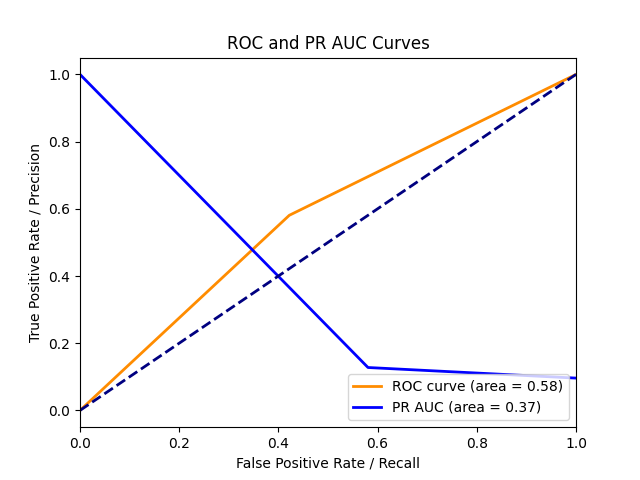 ROC and PR AUC Curves
True Positive Rate / Precision
1.0
0.8
0.6
0.4
0.2
0.0
0.0 0.2 0.4 0.6 0.8 1.0
False Positive Rate / Recall
ROC curve (area = 0.58)
PR AUC (area = 0.37)